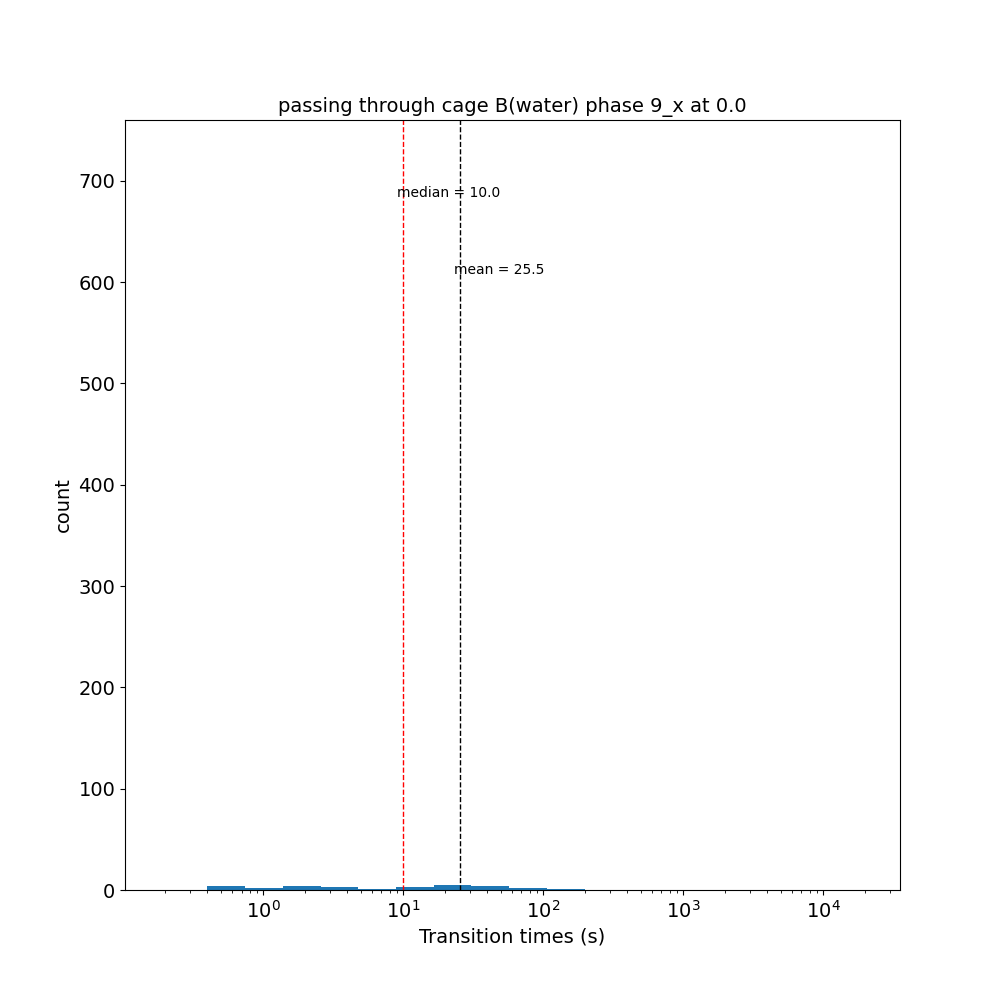 passing through cage B(water) phase 9_x at 0.0
700
600
500
400
300
200
100
0
count
median = 10.0
mean = 25.5
10^0
10^1
10^2
10^3
10^4
Transition times (s)